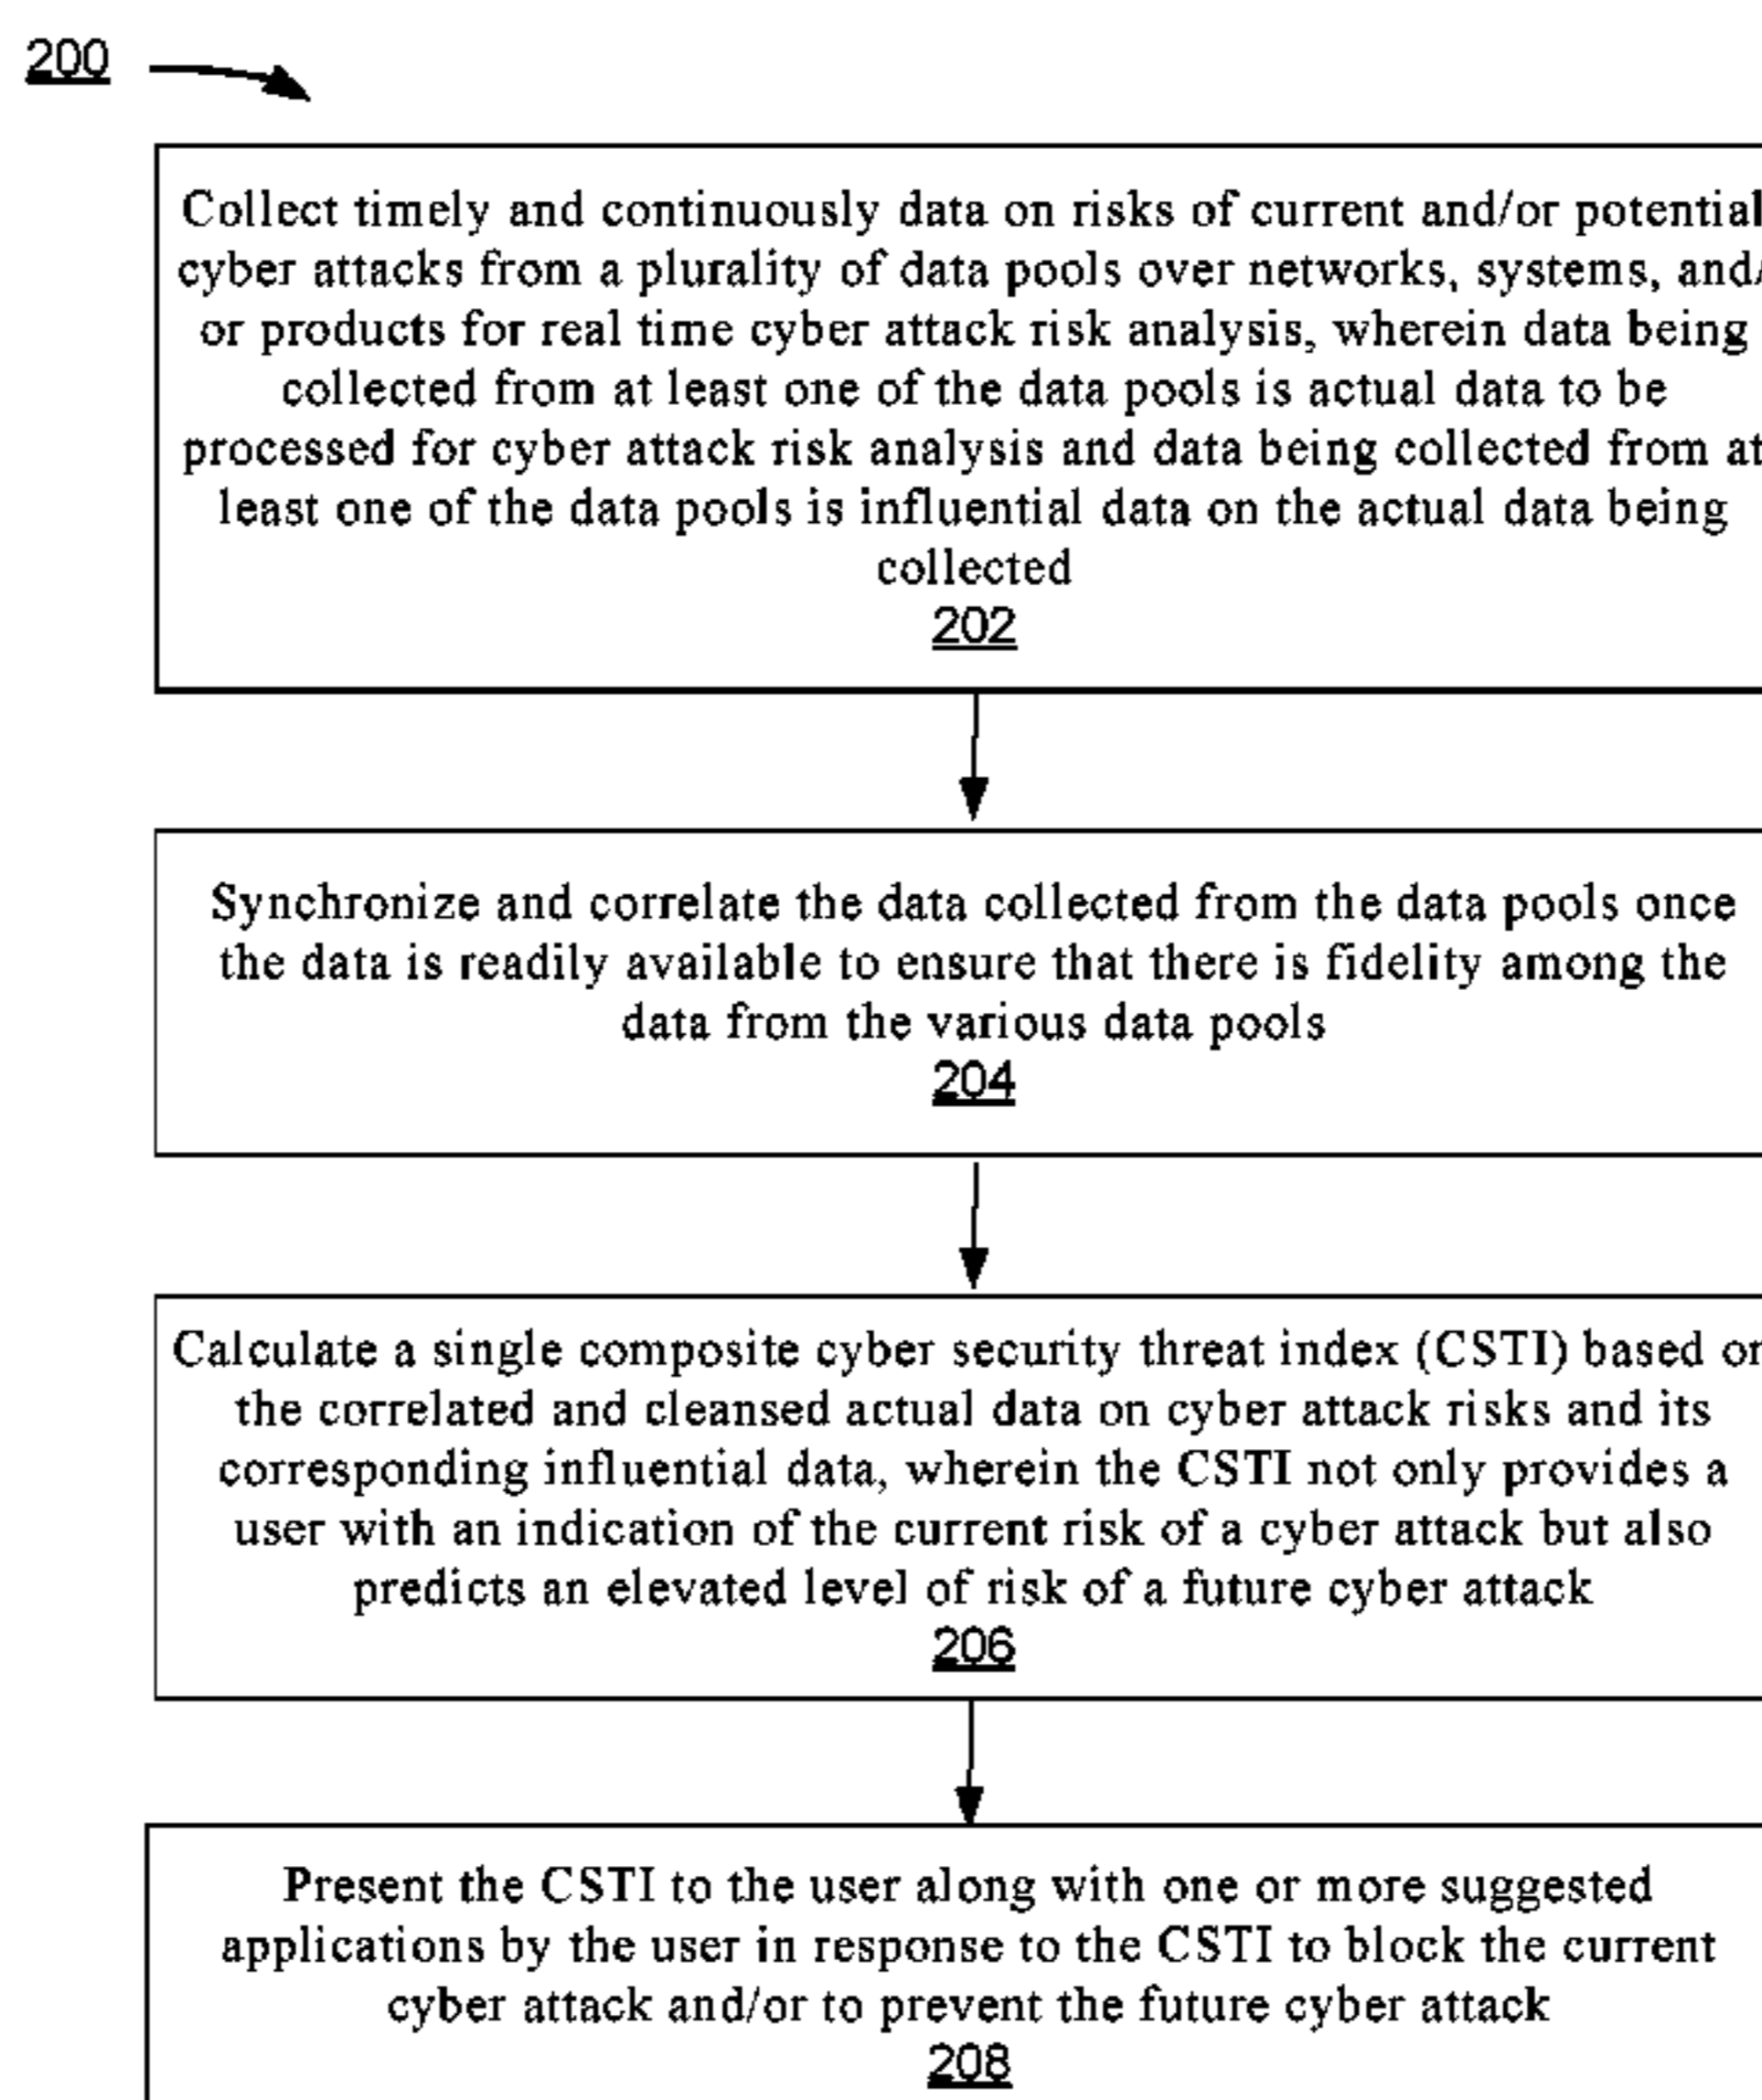 200
Collect timely and continuously data on risks of current and/or potential
cyber attacks from a plurality of data pools over networks, systems, and/
or products for real time cyber attack risk analysis, wherein data being
collected from at least one of the data pools is actual data to be
processed for cyber attack risk analysis and data being collected from at
least one of the data pools is influential data on the actual data being
collected
202
Synchronize and correlate the data collected from the data pools once
the data is readily available to ensure that there is fidelity among the
data from the various data pools
204
Calculate a single composite cyber security threat index (CSTI) based on
the correlated and cleansed actual data on cyber attack risks and its
corresponding influential data, wherein the CSTI not only provides a
user with an indication of the current risk of a cyber attack but also
predicts an elevated level of risk of a future cyber attack
206
Present the CSTI to the user along with one or more suggested
applications by the user in response to the CSTI to block the current
cyber attack and/or to prevent the future cyber attack
208